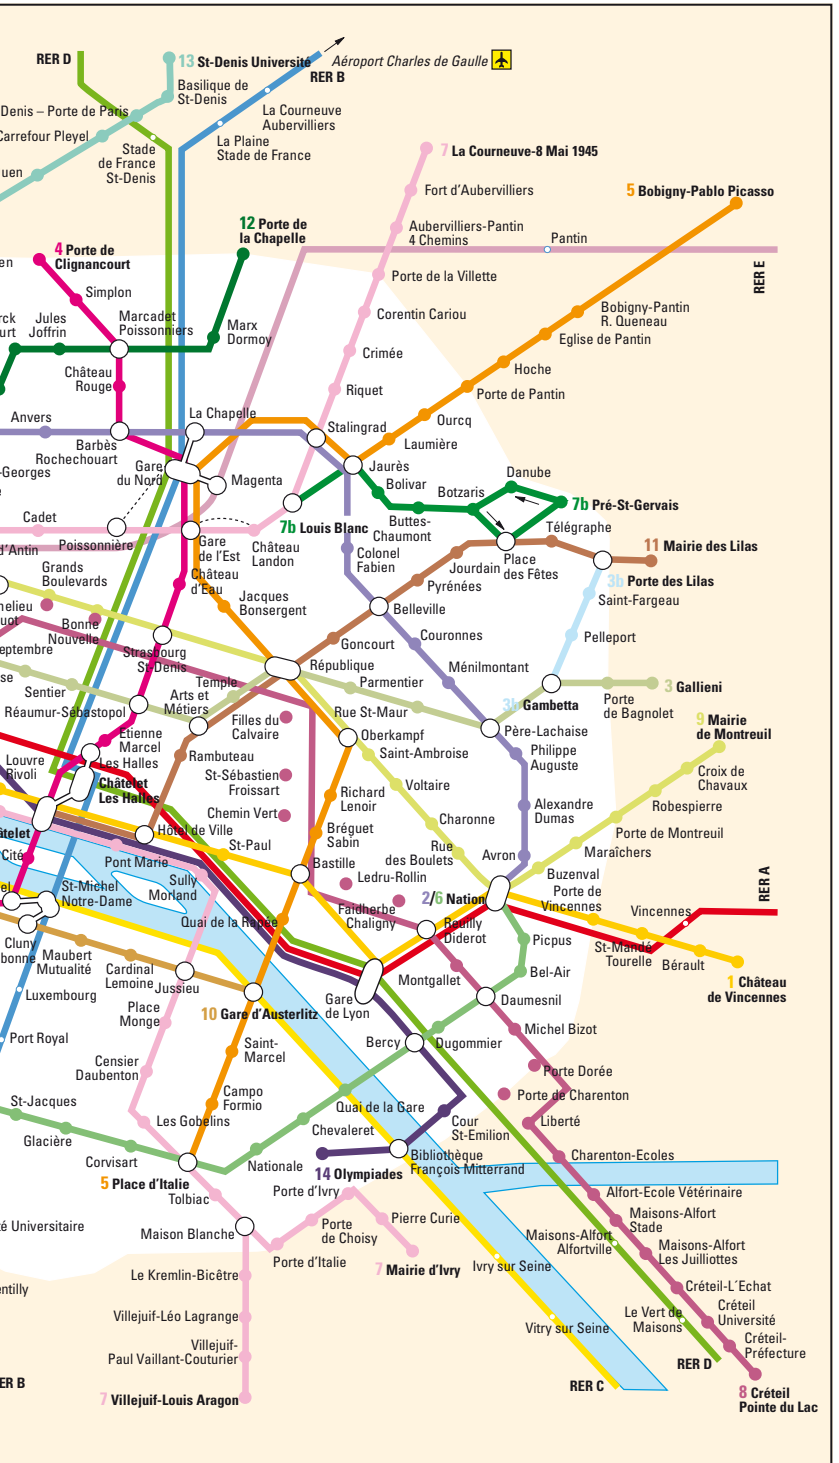 RER D
13 St-Denis Université
Aéroport Charles de Gaulle
RER B
Basilique de
St-Denis
Denis – Porte de Paris
La Courneuve
Aubervilliers
Carrefour Pleyel
Stade
de France
St-Denis
La Plaine
Stade de France
uen
7 La Courneuve-8 Mai 1945
Fort d'Aubervilliers
5 Bobigny-Pablo Picasso
12 Porte de
la Chapelle
Aubervilliers-Pantin
4 Chemins
Pantin
RER E
4 Porte de
Clignancourt
en
Porte de la Villette
Simplon
Corentin Cariou
Bobigny-Pantin
R. Queneau
Eglise de Pantin
rck
urt
Jules
Joffrin
Marcadet
Poissonniers
Marx
Dormoy
Crimée
Hoche
Château
Rouge
Riquet
Porte de Pantin
Anvers
La Chapelle
Ourcq
Stalingrad
Laumière
Barbès
Rochechouart
-Georges
Gare
du Nord
Magenta
Jaurès
Bolivar
Danube
Botzaris
7b Pré-St-Gervais
Cadet
Poissonnière
d'Antin
7b Louis Blanc
Buttes-
Chaumont
Télégraphe
Gare
de l'Est
Château
Landon
Place
des Fêtes
11 Mairie des Lilas
Colonel
Fabien
Jourdain
Pyrénées
3b Porte des Lilas
Saint-Fargeau
Grands
Boulevards
Château
d'Eau
Jacques
Bonsergent
Belleville
nelieu
uot
Bonne
Nouvelle
Couronnes
Pelleport
eptembre
Strasbourg
St-Denis
Goncourt
République
Ménilmontant
se
Sentier
Temple
Arts et
Métiers
Parmentier
3 Gallieni
3b Gambetta
Porte
de Bagnolet
Réaumur-Sébastopol
Filles du
Calvaire
Rue St-Maur
Oberkampf
Père-Lachaise
9 Mairie
de Montreuil
Etienne
Marcel
Les Halles
Rambuteau
Saint-Ambroise
Philippe
Auguste
Louvre
Rivoli
Châtelet
Les Halles
St-Sébastien
Froissart
Voltaire
Croix de
Chavaux
Richard
Lenoir
Alexandre
Dumas
Robespierre
Chemin Vert
Charonne
Porte de Montreuil
âtelet
Hôtel de Ville
Bréguet
Sabin
Rue
des Boulets
Maraîchers
Cité
Pont Marie
St-Paul
Bastille
Avron
Buzenval
Ledru-Rollin
Porte de
Vincennes
RER A
el
St-Michel
Notre-Dame
Sully
Morland
2/6 Nation
Vincennes
Quai de la Rapée
Faidherbe
Chaligny
Reuilly
Diderot
Cluny
bonne
Maubert
Mutualité
Picpus
St-Mandé
Tourelle
Bérault
Cardinal
Lemoine
Jussieu
Montgallet
Bel-Air
1 Château
de Vincennes
Luxembourg
Place
Monge
10 Gare d'Austerlitz
Gare
de Lyon
Daumesnil
Port Royal
Saint-
Marcel
Bercy
Dugommier
Michel Bizot
Censier
Daubenton
Porte Dorée
Campo
Formio
Porte de Charenton
St-Jacques
Les Gobelins
Quai de la Gare
Cour
St-Emilion
Liberté
Glacière
Chevaleret
Corvisart
Nationale
14 Olympiades
Bibliothèque
François Mitterrand
Charenton-Ecoles
5 Place d'Italie
Tolbiac
Porte d'Ivry
Alfort-Ecole Vétérinaire
té Universitaire
Maison Blanche
Porte
de Choisy
Pierre Curie
Maisons-Alfort
Stade
Maisons-Alfort
Alfortville
Maisons-Alfort
Les Juilliottes
Le Kremlin-Bicêtre
Porte d'Italie
7 Mairie d'Ivry
Ivry sur Seine
entilly
Créteil-L´Echat
Villejuif-Léo Lagrange
Vitry sur Seine
Le Vert de
Maisons
Créteil
Université
Villejuif-
Paul Vaillant-Couturier
Créteil-
Préfecture
RER D
ER B
7 Villejuif-Louis Aragon
RER C
8 Créteil
Pointe du Lac